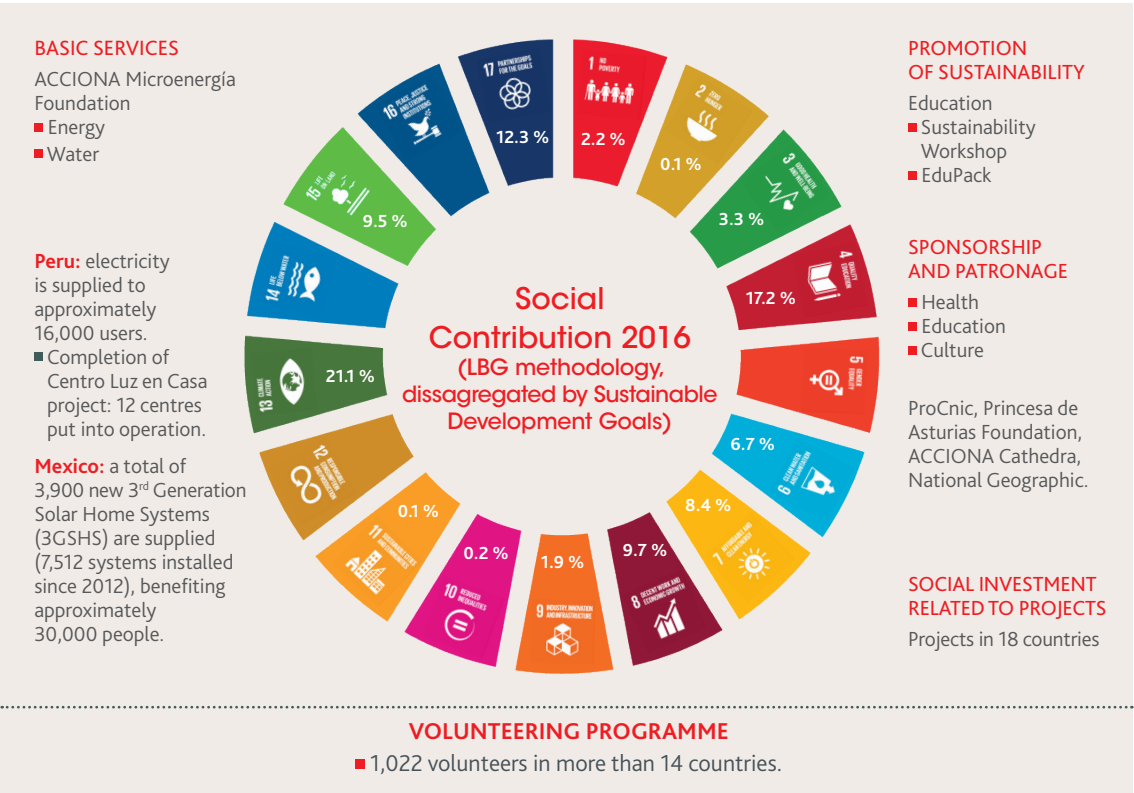 BASIC SERVICES
ACCIONA Microenergía
Foundation
Energy
Water
Peru: electricity
is supplied to
approximately
16,000 users.
Completion of
Centro Luz en Casa
project: 12 centres
put into operation.
Mexico: a total of
3,900 new 3rd Generation
Solar Home Systems
(3GSHS) are supplied
(7,512 systems installed
since 2012), benefiting
approximately
30,000 people.
Social
Contribution 2016
(LBG methodology,
dissagregated by Sustainable
Development Goals)
1 NO
POVERTY
2.2 %
2 ZERO
HUNGER
0.1 %
3 GOOD HEALTH
AND WELL-BEING
3.3 %
4 QUALITY
EDUCATION
17.2 %
5 GENDER
EQUALITY
6 CLEAN WATER
AND SANITATION
6.7 %
7 AFFORDABLE AND
CLEAN ENERGY
8.4 %
8 DECENT WORK AND
ECONOMIC GROWTH
9.7 %
9 INDUSTRY, INNOVATION
AND INFRASTRUCTURE
1.9 %
10 REDUCED
INEQUALITIES
0.2 %
11 SUSTAINABLE CITIES
AND COMMUNITIES
0.1 %
12 RESPONSIBLE
CONSUMPTION
AND PRODUCTION
13 CLIMATE
ACTION
21.1 %
14 LIFE
BELOW WATER
15 LIFE
ON LAND
9.5 %
16 PEACE, JUSTICE
AND STRONG
INSTITUTIONS
17 PARTNERSHIPS
FOR THE GOALS
12.3 %
PROMOTION
OF SUSTAINABILITY
Education
Sustainability
Workshop
EduPack
SPONSORSHIP
AND PATRONAGE
Health
Education
Culture
ProCnic, Princesa de
Asturias Foundation,
ACCIONA Cathedra,
National Geographic.
SOCIAL INVESTMENT
RELATED TO PROJECTS
Projects in 18 countries
VOLUNTEERING PROGRAMME
1,022 volunteers in more than 14 countries.